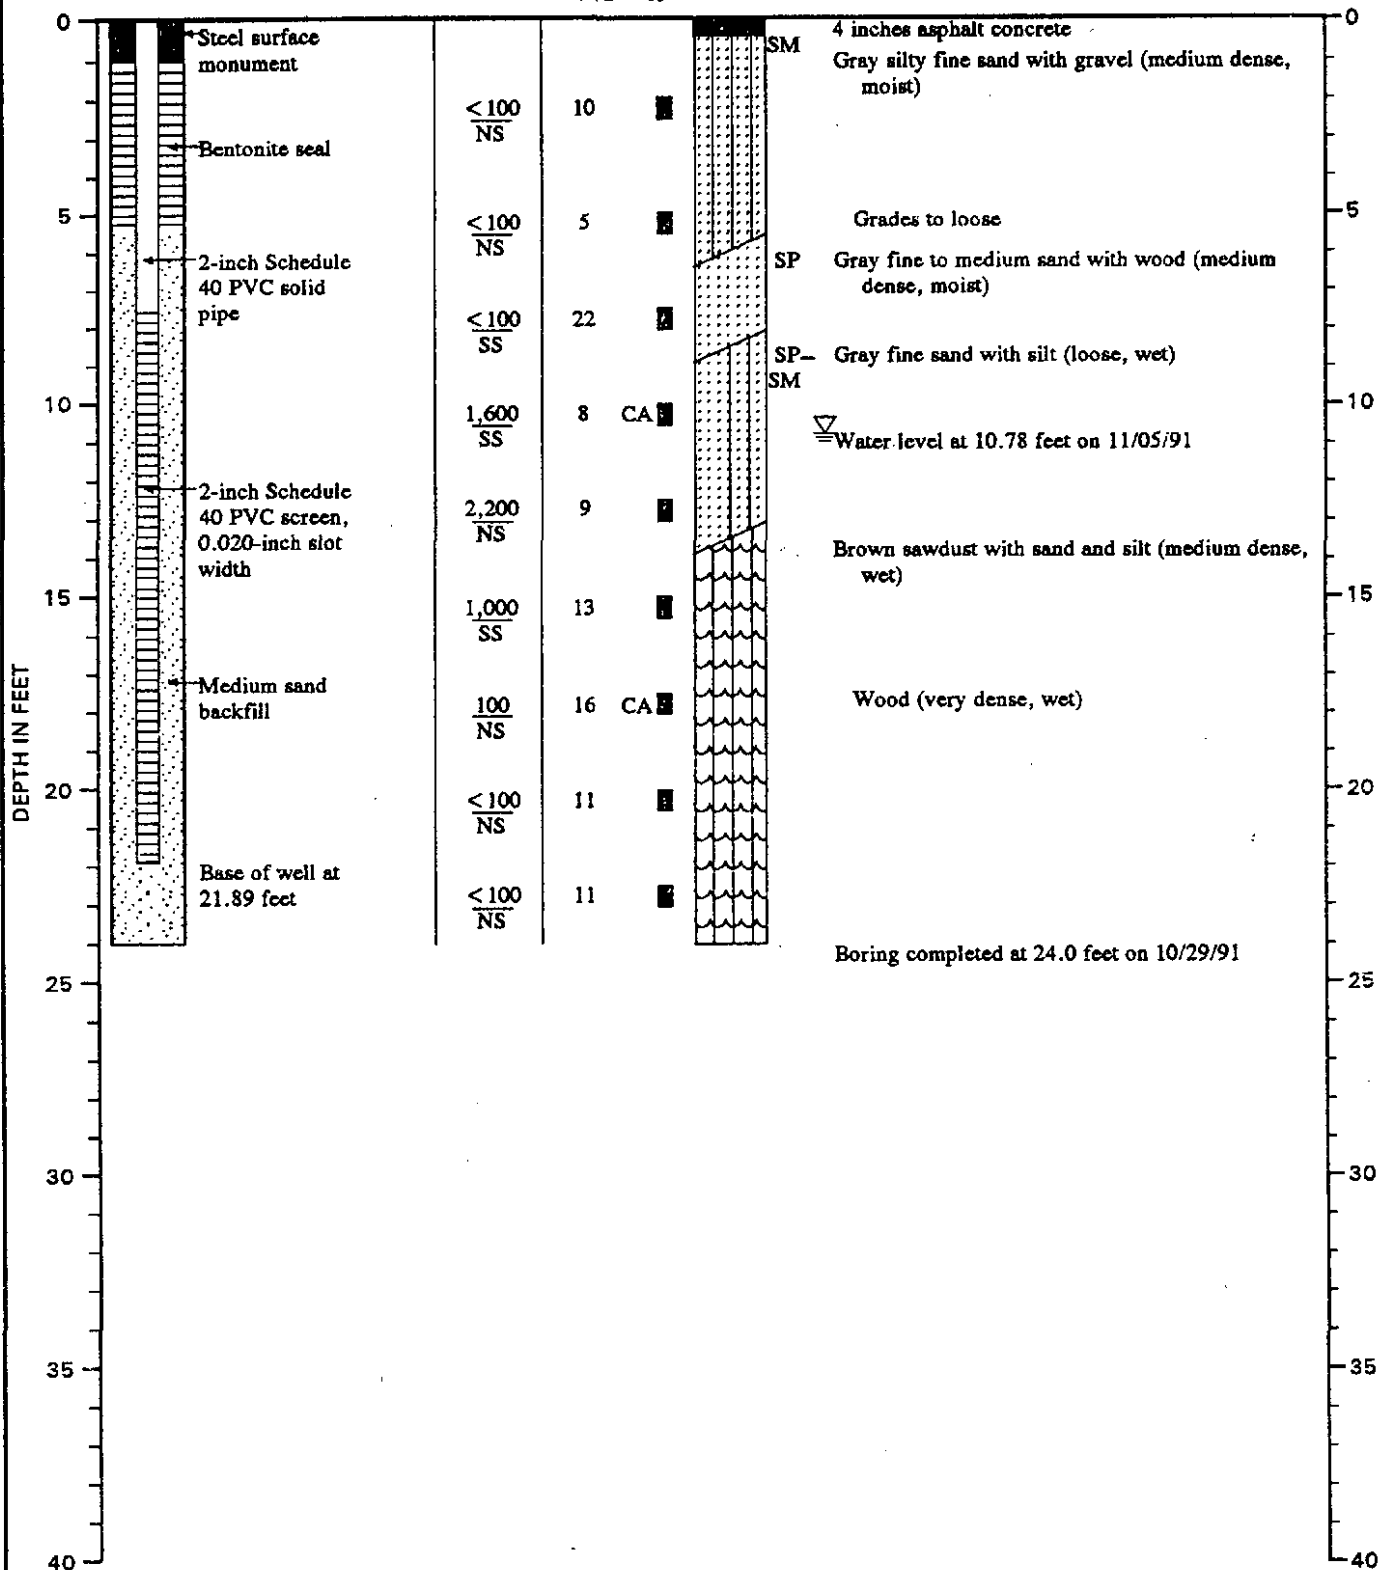 0
5
10
15
20
25
30
35
40
DEPTH IN FEET
Steel surface
monument
Bentonite seal
2-inch Schedule
40 PVC solid
pipe
2-inch Schedule
40 PVC screen,
0.020-inch slot
width
Medium sand
backfill
Base of well at
21.89 feet
<100
NS
10
<100
NS
5
<100
SS
22
1,600
SS
8 CA
2,200
NS
9
1,000
SS
13
100
NS
16 CA
<100
NS
11
<100
NS
11
SM
SP
SP-
SM
4 inches asphalt concrete
Gray silty fine sand with gravel (medium dense,
moist)
Grades to loose
Gray fine to medium sand with wood (medium
dense, moist)
Gray fine sand with silt (loose, wet)
Water level at 10.78 feet on 11/05/91
Brown sawdust with sand and silt (medium dense,
wet)
Wood (very dense, wet)
Boring completed at 24.0 feet on 10/29/91
0
5
10
15
20
25
30
35
40